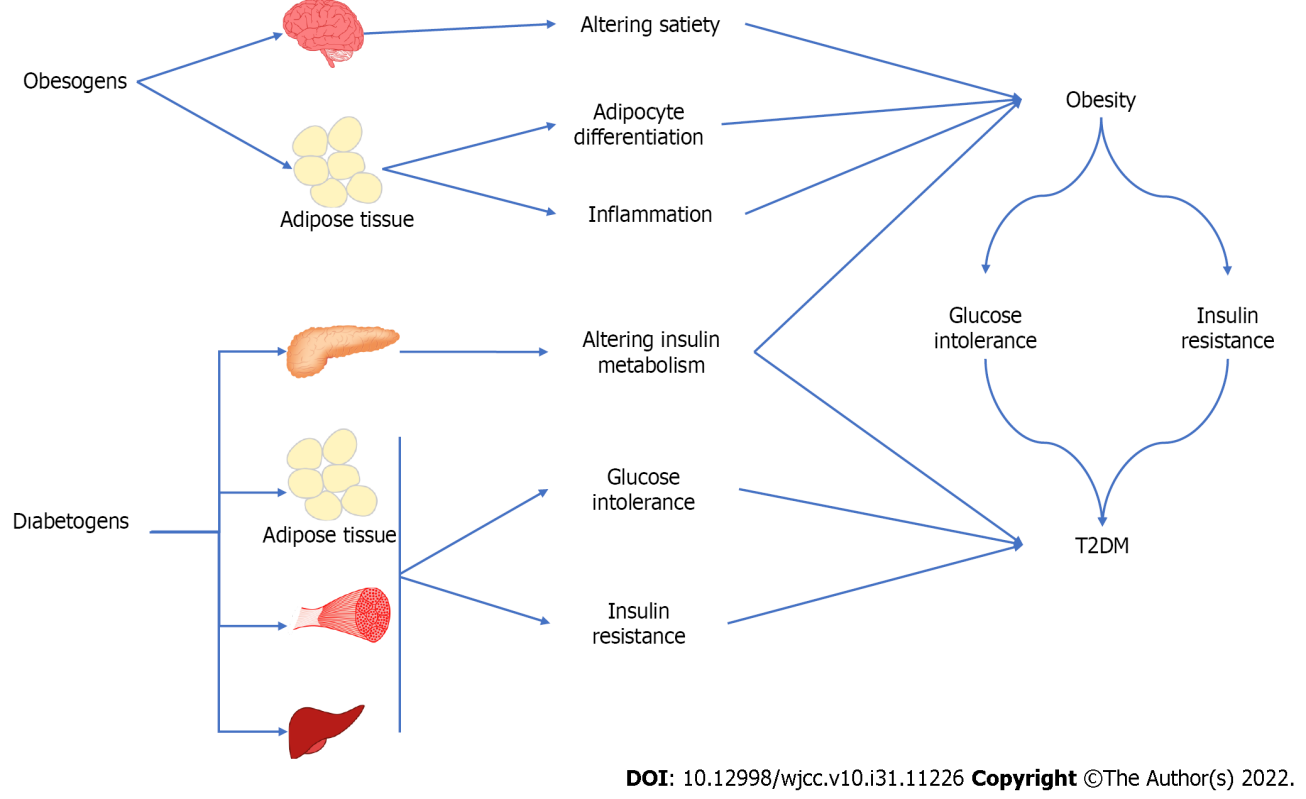 Altering satiety
Obesogens
Adipocyte
differentiation
Obesity
Inflammation
Adipose tissue
Glucose
intolerance
Insulin
resistance
Altering insulin
metabolism
Glucose
intolerance
Dıabetogens
Adipose tissue
T2DM
Insulin
resistance
DOI: 10.12998/wjcc.v10.i31.11226 Copyright ©The Author(s) 2022.